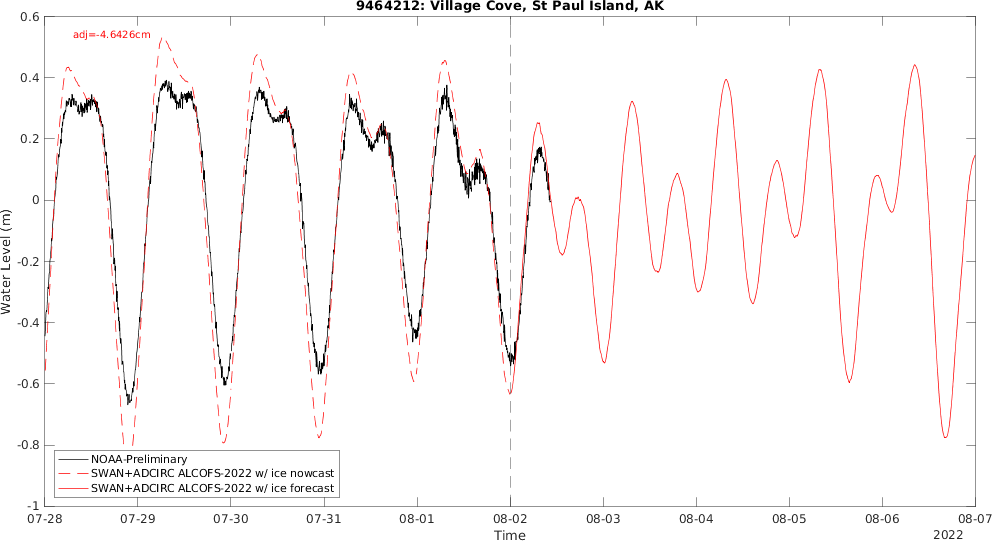 9464212: Village Cove, St Paul Island, AK
adj=-4.6426cm
0.6
0.4
0.2
0
-0.2
-0.4
-0.6
-0.8
-1
Water Level (m)
NOAA-Preliminary
SWAN+ADCIRC ALCOFS-2022 w/ ice nowcast
SWAN+ADCIRC ALCOFS-2022 w/ ice forecast
07-28 07-29 07-30 07-31 08-01 08-02 08-03 08-04 08-05 08-06 08-07
Time
2022